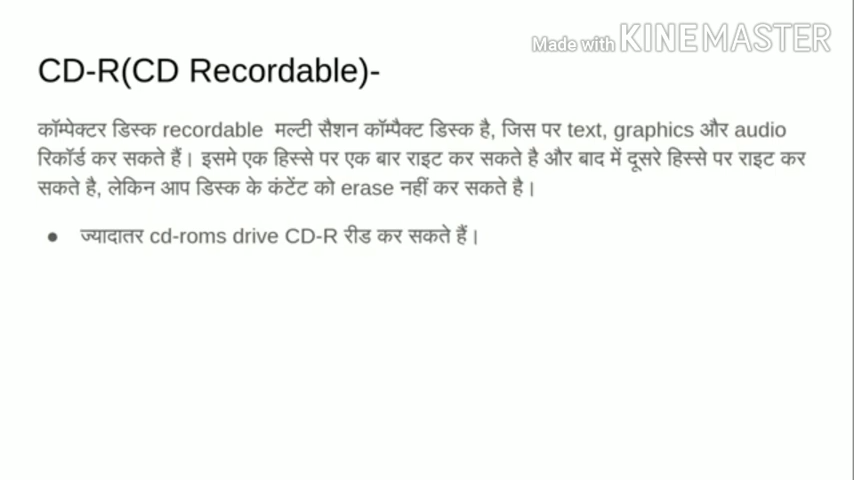 Made with KINEMASTER
CD-R(CD Recordable)-
कॉम्पेक्टर डिस्क recordable मल्टी सैशन कॉम्पैक्ट डिस्क है, जिस पर text, graphics और audio
रिकॉर्ड कर सकते हैं। इसमे एक हिस्से पर एक बार राइट कर सकते है और बाद में दूसरे हिस्से पर राइट कर
सकते है, लेकिन आप डिस्क के कंटेंट को erase नहीं कर सकते है।
● ज्यादातर cd-roms drive CD-R रीड कर सकते हैं।